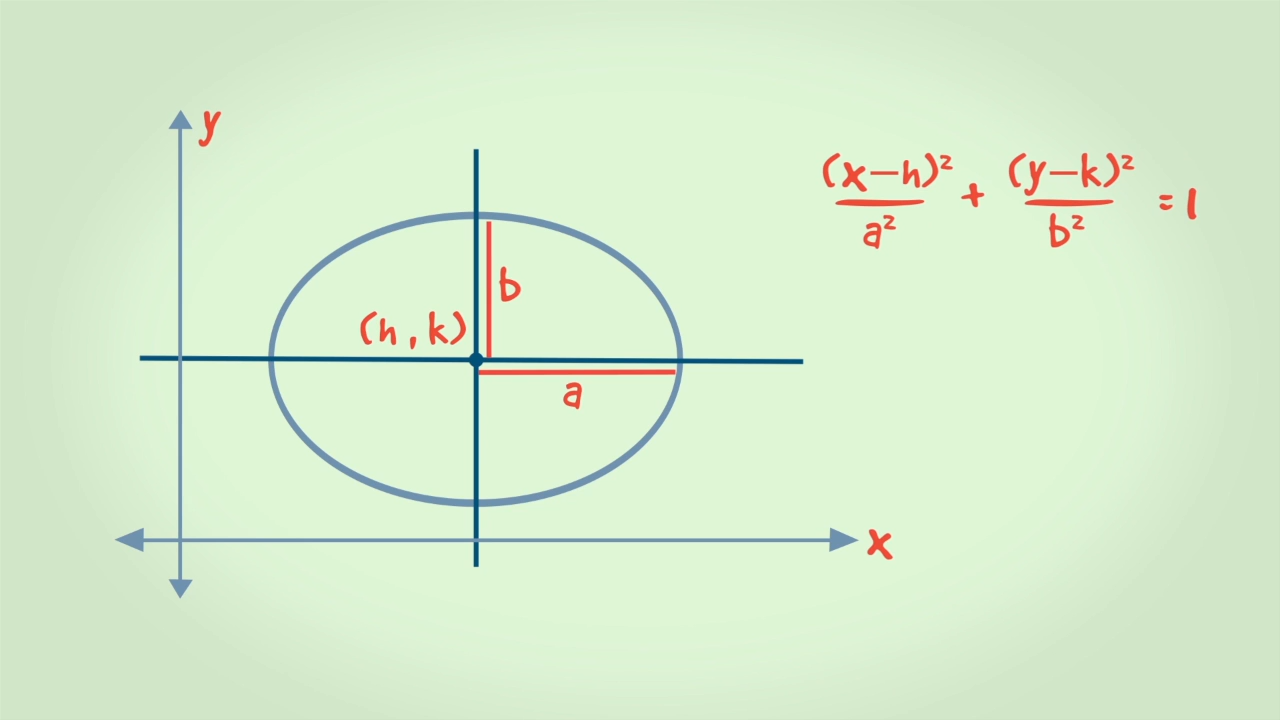 y
(x-h)² + (y-k)² = 1
a² b²
b
(h, k)
a
x